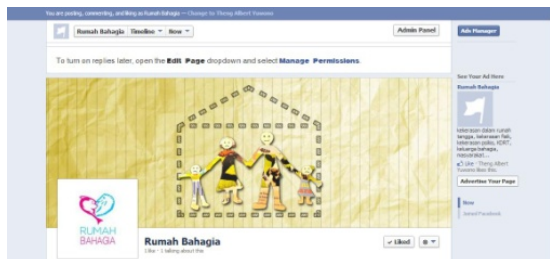 You are posting, commenting, and liking as Rumah Bahagia — Change to Theng Albert Yuwono
Rumah Bahagia
Timeline
Now
Admin Panel
Ads Manager
To turn on replies later, open the Edit Page dropdown and select Manage Permissions.
See Your Ad Here
Rumah Bahagia
kekerasan dalam rumah
tangga, kekerasan fisik,
kekerasan psikis, KDRT,
keluarga bahagia,
masyarakat...
Like · Theng Albert
Yuwono likes this.
Advertise Your Page
Now
Joined Facebook
RUMAH
BAHAGIA
Rumah Bahagia
Like · 1 talking about this
Liked